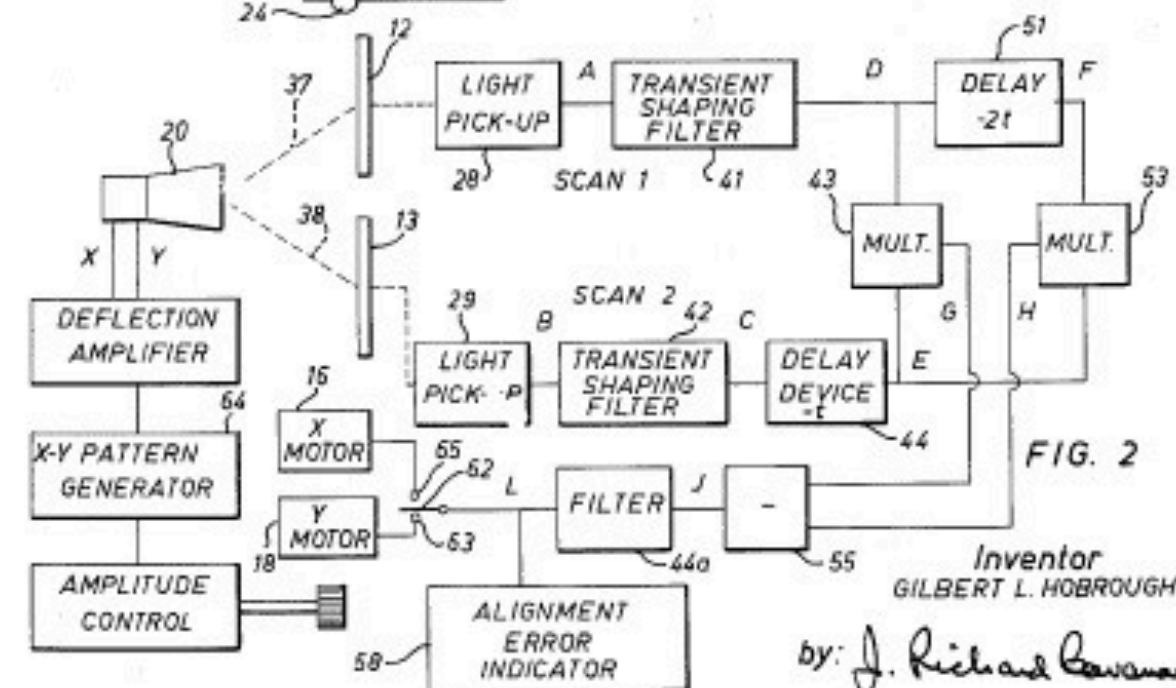 24
12
51
37
LIGHT
PICK-UP
A
TRANSIENT
SHAPING
FILTER
D
DELAY
-2t
F
20
28
SCAN 1
41
43
53
38
13
MULT.
MULT.
X
Y
SCAN 2
G
H
29
B
42
C
DEFLECTION
AMPLIFIER
LIGHT
PICK- -P
TRANSIENT
SHAPING
FILTER
DELAY
DEVICE
-t
E
16
64
44
X
MOTOR
65
62
FIG. 2
X-Y PATTERN
GENERATOR
L
FILTER
J
-
Y
MOTOR
18
63
44a
55
Inventor
GILBERT L. HOBROUGH
AMPLITUDE
CONTROL
ALIGNMENT
ERROR
INDICATOR
58
by: J. Richard